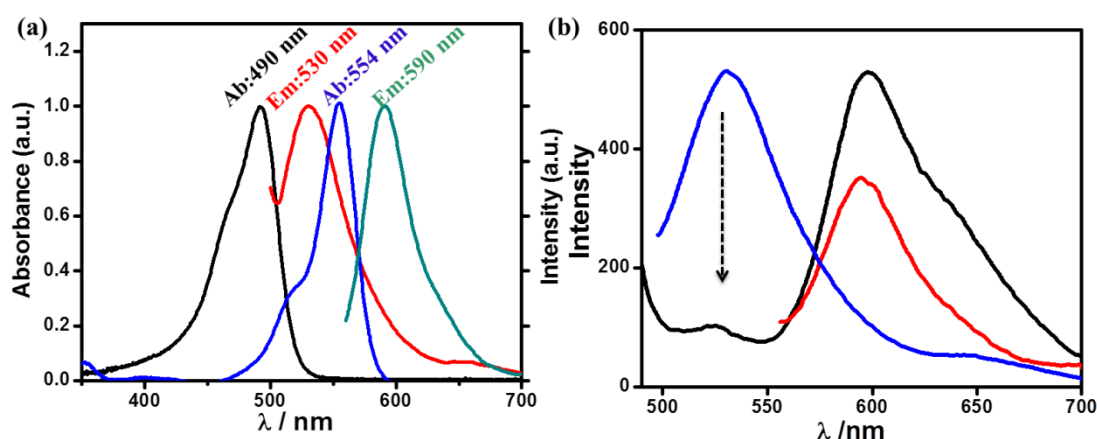 (a)
Ab:490 nm
Em:530 nm
Ab:554 nm
Em:590 nm
Absorbance (a.u.)
1.2
1.0
0.8
0.6
0.4
0.2
0.0
400
500
600
700
λ / nm
Intensity (a.u.)
(b)
Intensity
600
400
200
0
500
550
600
650
700
λ /nm